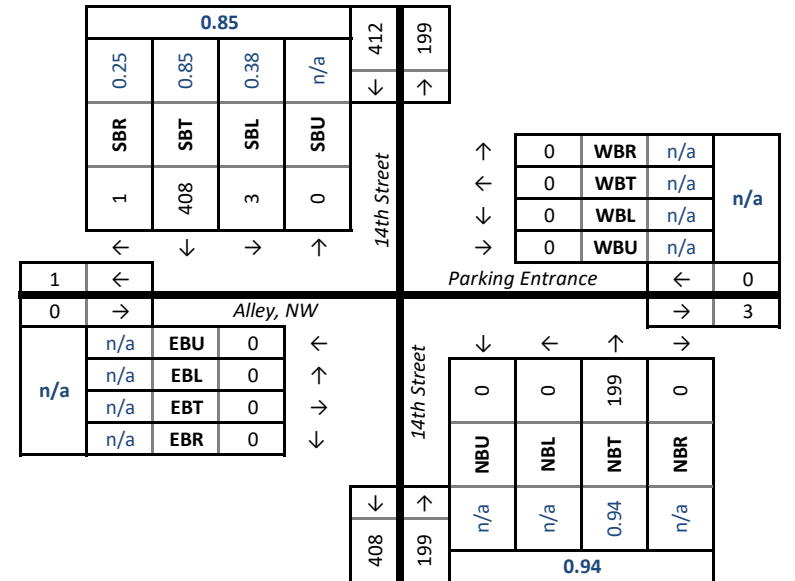 0.85
412
199
0.25 0.85 0.38 n/a
↓ ↑
SBR SBT SBL SBU
1 408 3 0
14th Street
← ↓ → ↑
↑ 0 WBR n/a
← 0 WBT n/a
↓ 0 WBL n/a
→ 0 WBU n/a
n/a
1 ← Parking Entrance ← 0
0 → Alley, NW → 3
n/a
n/a EBU 0 ←
n/a EBL 0 ↑
n/a EBT 0 →
n/a EBR 0 ↓
14th Street
↓ ← ↑ →
0 0 199 0
NBU NBL NBT NBR
n/a n/a 0.94 n/a
↓ ↑
408 199
0.94